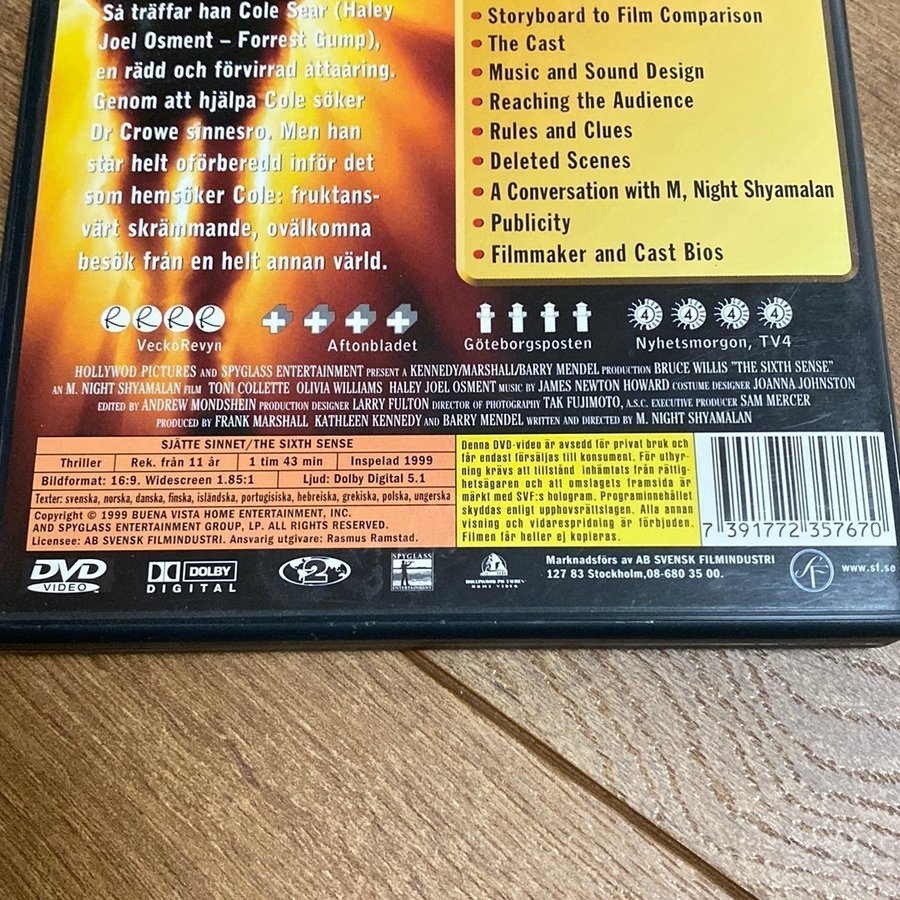 Så träffar han Cole Sear (Haley
Joel Osment – Forrest Gump),
en rädd och förvirrad åttaåring.
Genom att hjälpa Cole söker
Dr Crowe sinnesro. Men han
står helt oförberedd inför det
som hemsöker Cole: fruktans-
värt skrämmande, ovälkomna
besök från en helt annan värld.
• Storyboard to Film Comparison
• The Cast
• Music and Sound Design
• Reaching the Audience
• Rules and Clues
• Deleted Scenes
• A Conversation with M, Night Shyamalan
• Publicity
• Filmmaker and Cast Bios
R R R R
VeckoRevyn
Aftonbladet
Göteborgsposten
4 4 4 4
Nyhetsmorgon, TV4
HOLLYWOD PICTURES AND SPYGLASS ENTERTAINMENT PRESENT A KENNEDY/MARSHALL/BARRY MENDEL PRODUCTION BRUCE WILLIS "THE SIXTH SENSE"
AN M. NIGHT SHYAMALAN FILM TONI COLLETTE OLIVIA WILLIAMS HALEY JOEL OSMENT MUSIC BY JAMES NEWTON HOWARD COSTUME DESIGNER JOANNA JOHNSTON
EDITED BY ANDREW MONDSHEIN PRODUCTION DESIGNER LARRY FULTON DIRECTOR OF PHOTOGRAPHY TAK FUJIMOTO, A.S.C. EXECUTIVE PRODUCER SAM MERCER
PRODUCED BY FRANK MARSHALL KATHLEEN KENNEDY AND BARRY MENDEL WRITTEN AND DIRECTED BY M. NIGHT SHYAMALAN
SJÄTTE SINNET/THE SIXTH SENSE
Thriller Rek. från 11 år 1 tim 43 min Inspelad 1999
Bildformat: 16:9. Widescreen 1.85:1 Ljud: Dolby Digital 5.1
Texter: svenska, norska, danska, finska, isländska, portugisiska, hebreiska, grekiska, polska, ungerska
Copyright © 1999 BUENA VISTA HOME ENTERTAINMENT, INC.
AND SPYGLASS ENTERTAINMENT GROUP, LP. ALL RIGHTS RESERVED.
Licensee: AB SVENSK FILMINDUSTRI. Ansvarig utgivare: Rasmus Ramstad.
Denna DVD-video är avsedd för privat bruk och
får endast försäljas till konsument. För uthyr-
ning krävs att tillstånd inhämtats från rättig-
hetsägaren och att omslagets framsida är
märkt med SVF:s hologram. Programinnehållet
skyddas enligt upphovsrättslagen. Alla annan
visning och vidarespridning är förbjuden.
Filmen får heller ej kopieras.
7 391772 357670
DVD
VIDEO
DOLBY
DIGITAL
2
SPYGLASS
ENTERTAINMENT
HOLLYWOOD PICTURES
HOME VIDEO
Marknadsförs av AB SVENSK FILMINDUSTRI
127 83 Stockholm,08-680 35 00.
SF
www.sf.se